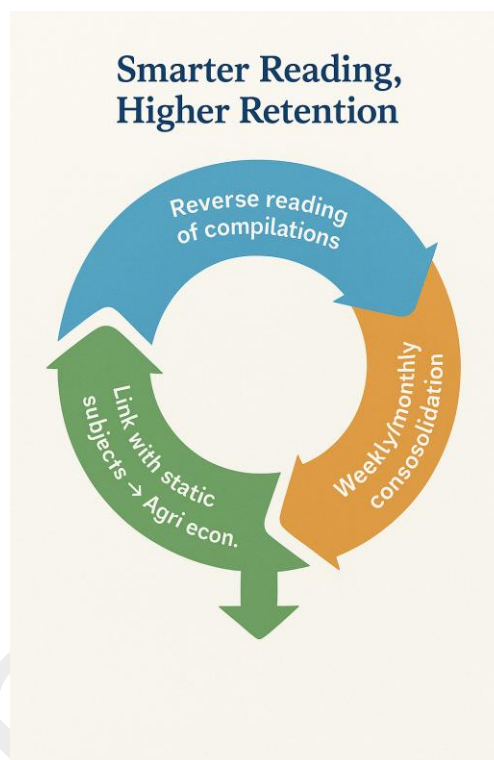 Smarter Reading,
Higher Retention
Reverse reading
of compilations
Weekly/monthly
consosolidation
Link with static
subjects → Agri econ.